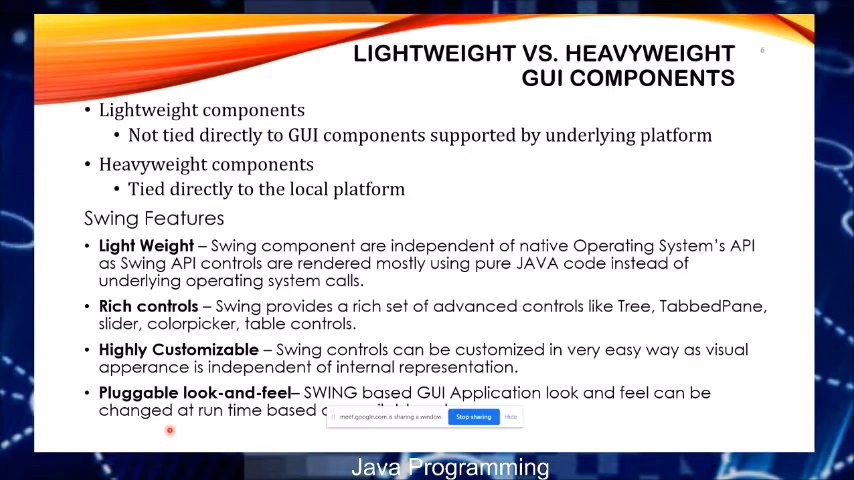 LIGHTWEIGHT VS. HEAVYWEIGHT
6
GUI COMPONENTS
• Lightweight components
• Not tied directly to GUI components supported by underlying platform
• Heavyweight components
• Tied directly to the local platform
Swing Features
• Light Weight – Swing component are independent of native Operating System's API
as Swing API controls are rendered mostly using pure JAVA code instead of
underlying operating system calls.
• Rich controls – Swing provides a rich set of advanced controls like Tree, TabbedPane,
slider, colorpicker, table controls.
• Highly Customizable – Swing controls can be customized in very easy way as visual
apperance is independent of internal representation.
• Pluggable look-and-feel– SWING based GUI Application look and feel can be
changed at run time based
meet.google.com is sharing a window.
Stop sharing
Hide
Java Programming